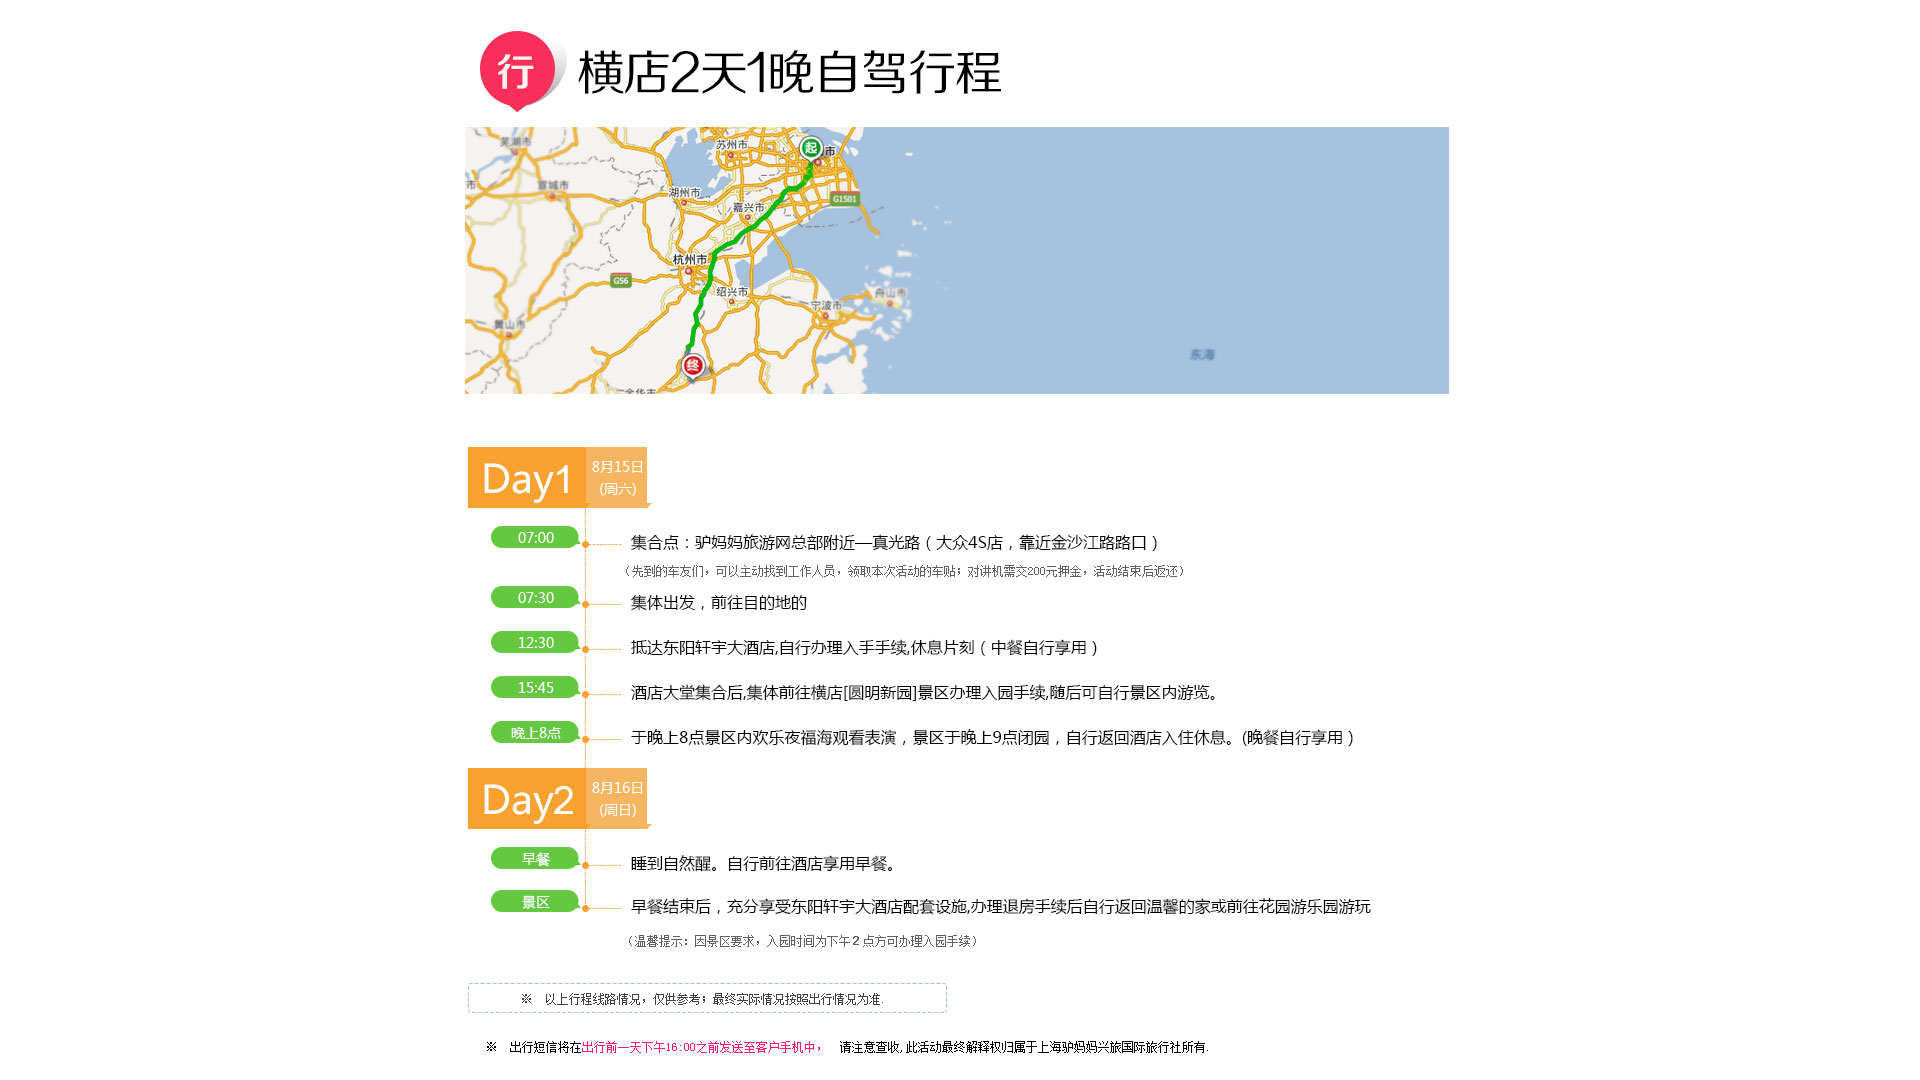 行 横店2天1晚自驾行程
芜湖市
苏州市
起
市
市
宣城市
湖州市
G1501
嘉兴市
杭州市
G56
绍兴市
舟山市
宁波市
黄山市
东海
终
金华市
Day1 8月15日
(周六)
07:00 集合点：驴妈妈旅游网总部附近—真光路（大众4S店，靠近金沙江路路口）
（先到的车友们，可以主动找到工作人员，领取本次活动的车贴；对讲机需交200元押金，活动结束后返还）
07:30 集体出发，前往目的地的
12:30 抵达东阳轩宇大酒店,自行办理入手手续,休息片刻（中餐自行享用）
15:45 酒店大堂集合后,集体前往横店[圆明新园]景区办理入园手续,随后可自行景区内游览。
晚上8点 于晚上8点景区内欢乐夜福海观看表演，景区于晚上9点闭园，自行返回酒店入住休息。(晚餐自行享用）
Day2 8月16日
(周日)
早餐 睡到自然醒。自行前往酒店享用早餐。
景区 早餐结束后，充分享受东阳轩宇大酒店配套设施,办理退房手续后自行返回温馨的家或前往花园游乐园游玩
（温馨提示：因景区要求，入园时间为下午２点方可办理入园手续）
※ 以上行程线路情况，仅供参考；最终实际情况按照出行情况为准.
※ 出行短信将在出行前一天下午16:00之前发送至客户手机中， 请注意查收,此活动最终解释权归属于上海驴妈妈兴旅国际旅行社所有.